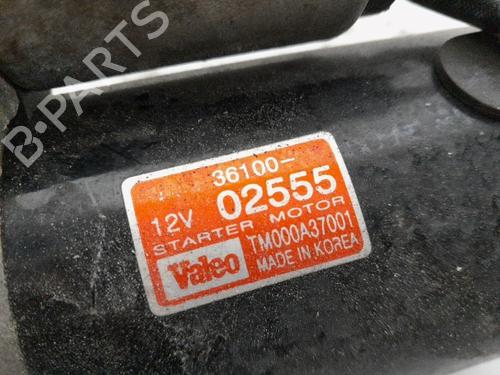 B-PARTS
36100-
12V 02555
STARTER MOTOR
Valeo TM000A37001
MADE IN KOREA